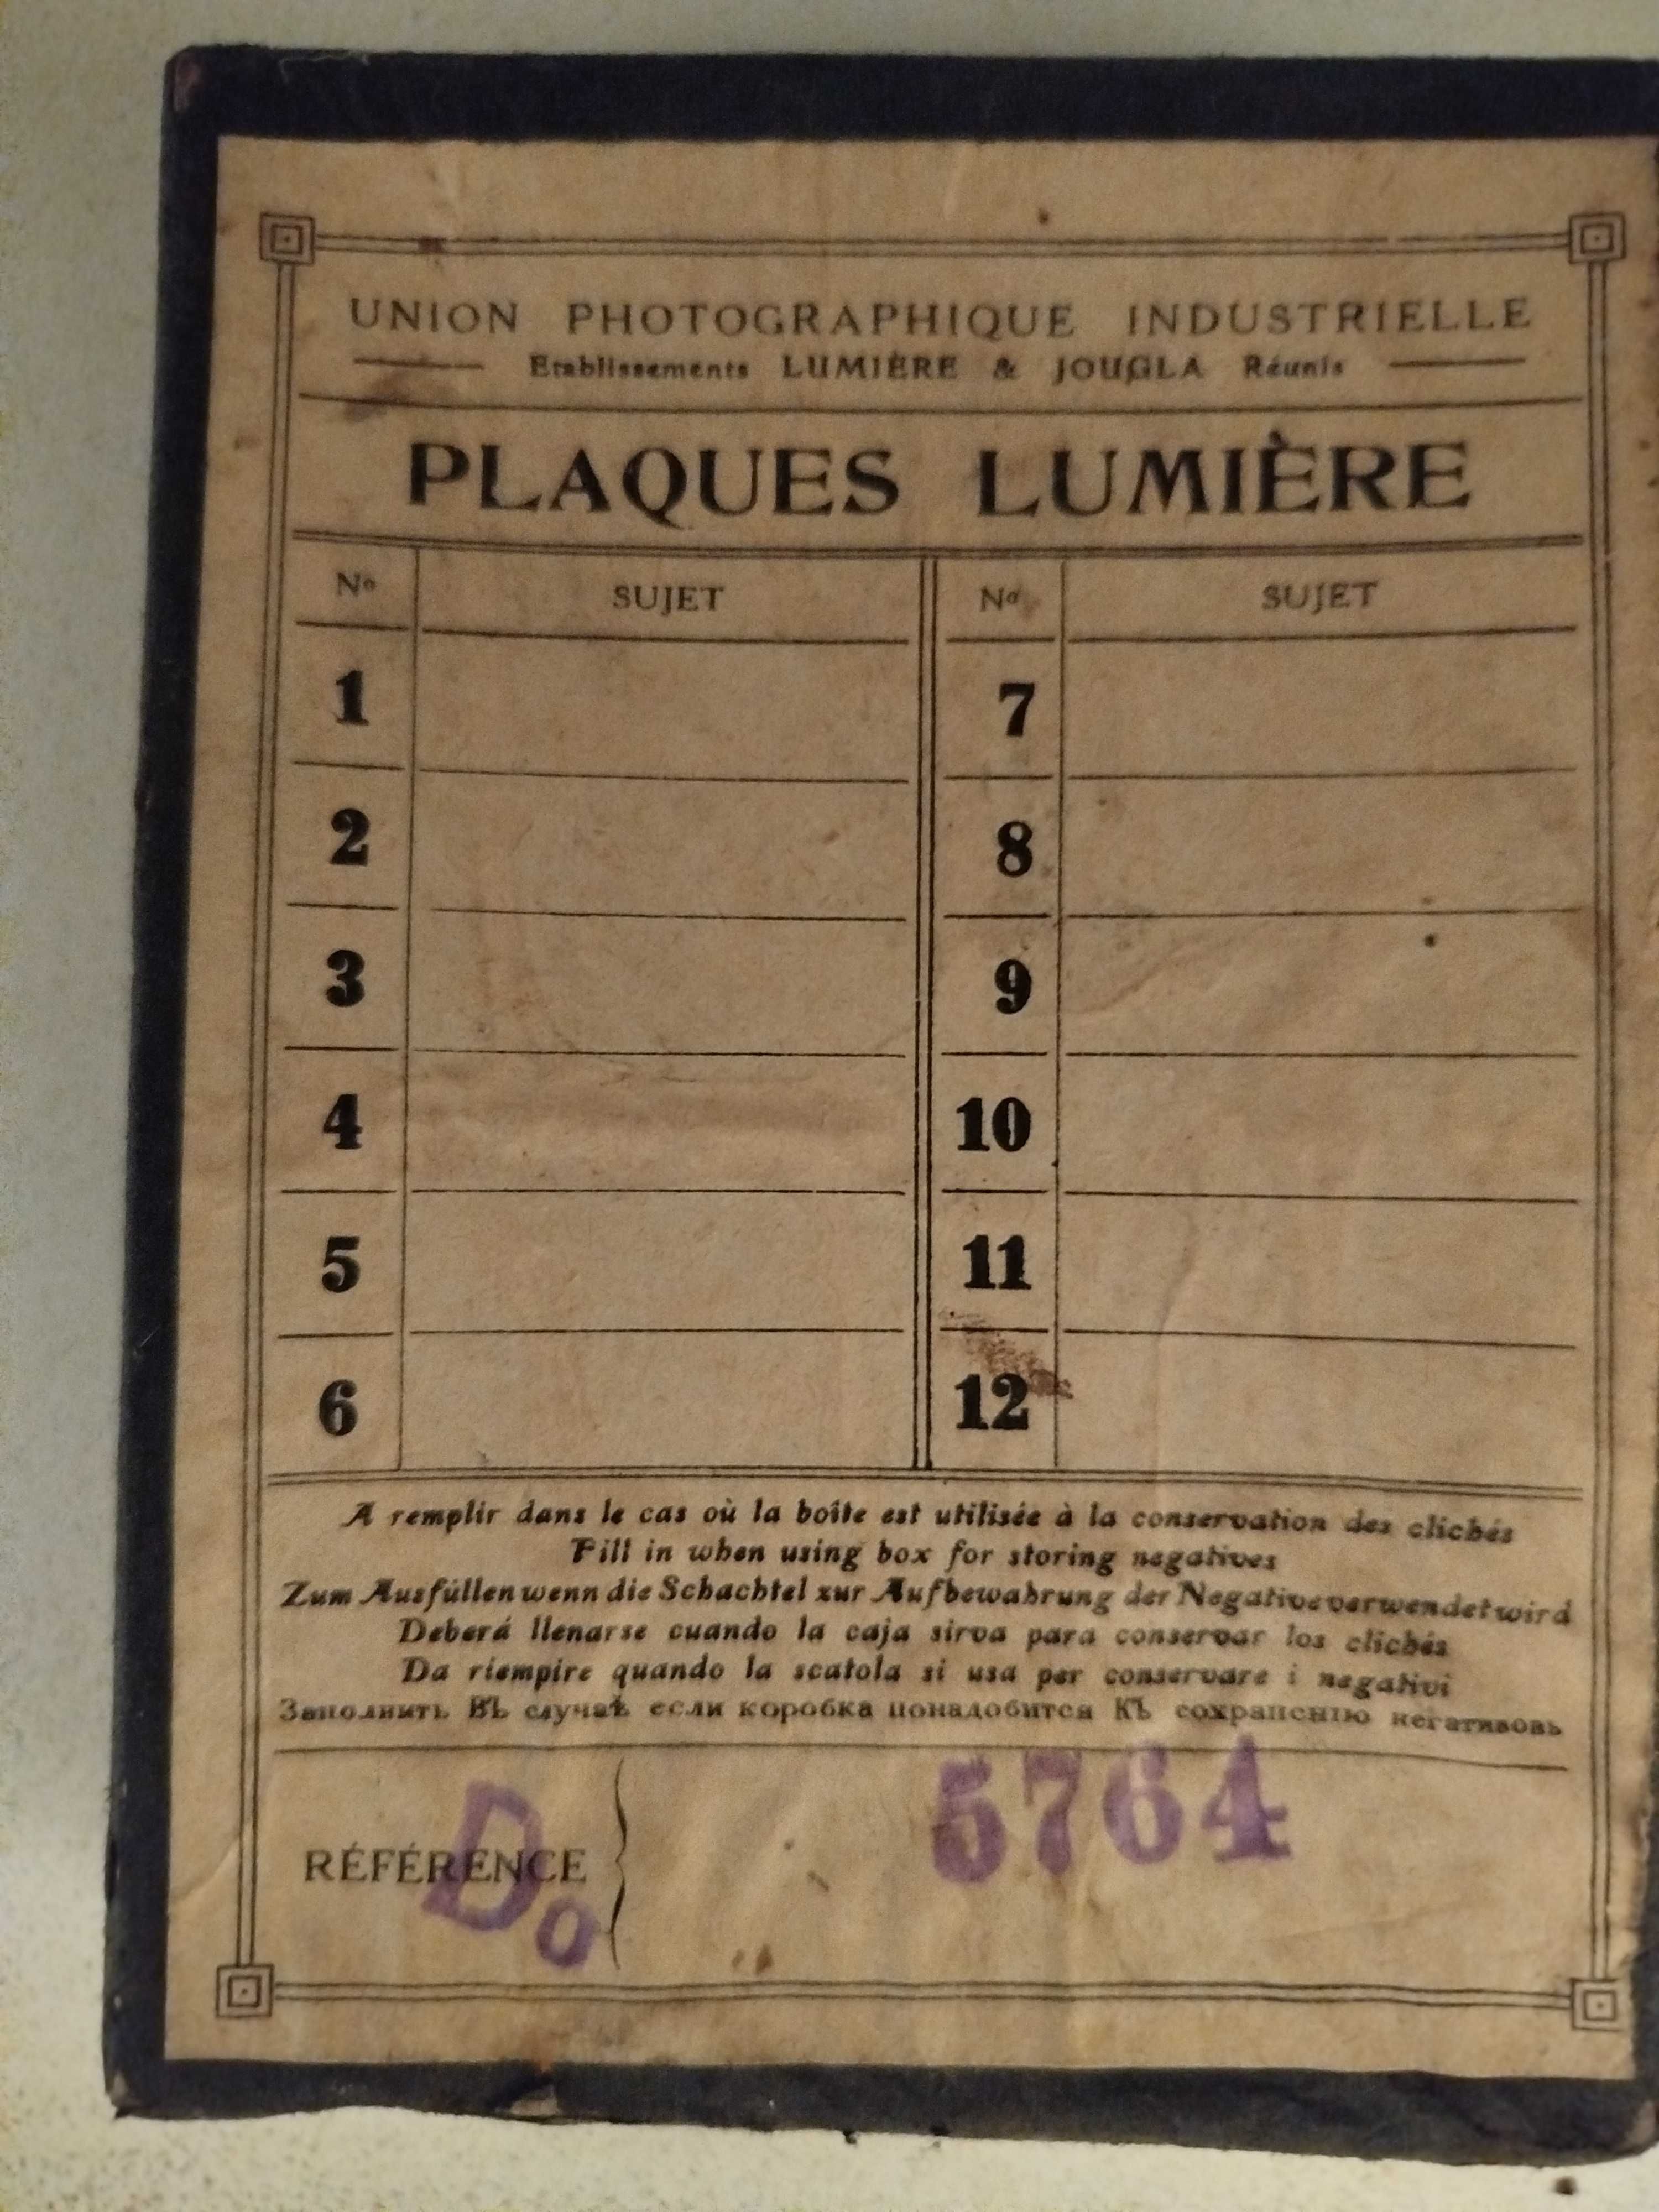 UNION PHOTOGRAPHIQUE INDUSTRIELLE
Etablissements LUMIÈRE & JOUGLA Réunis
PLAQUES LUMIÈRE
No SUJET No SUJET
1 7
2 8
3 9
4 10
5 11
6 12
A remplir dans le cas où la boîte est utilisée à la conservation des clichés
Fill in when using box for storing negatives
Zum Ausfüllen wenn die Schachtel zur Aufbewahrung der Negative verwendet wird
Deberá llenarse cuando la caja sirva para conservar los clichés
Da riempire quando la scatola si usa per conservare i negativi
Заполнить ВЪ случаѣ если коробка понадобится КЪ сохраненію негативовъ
RÉFÉRENCE Do 5764